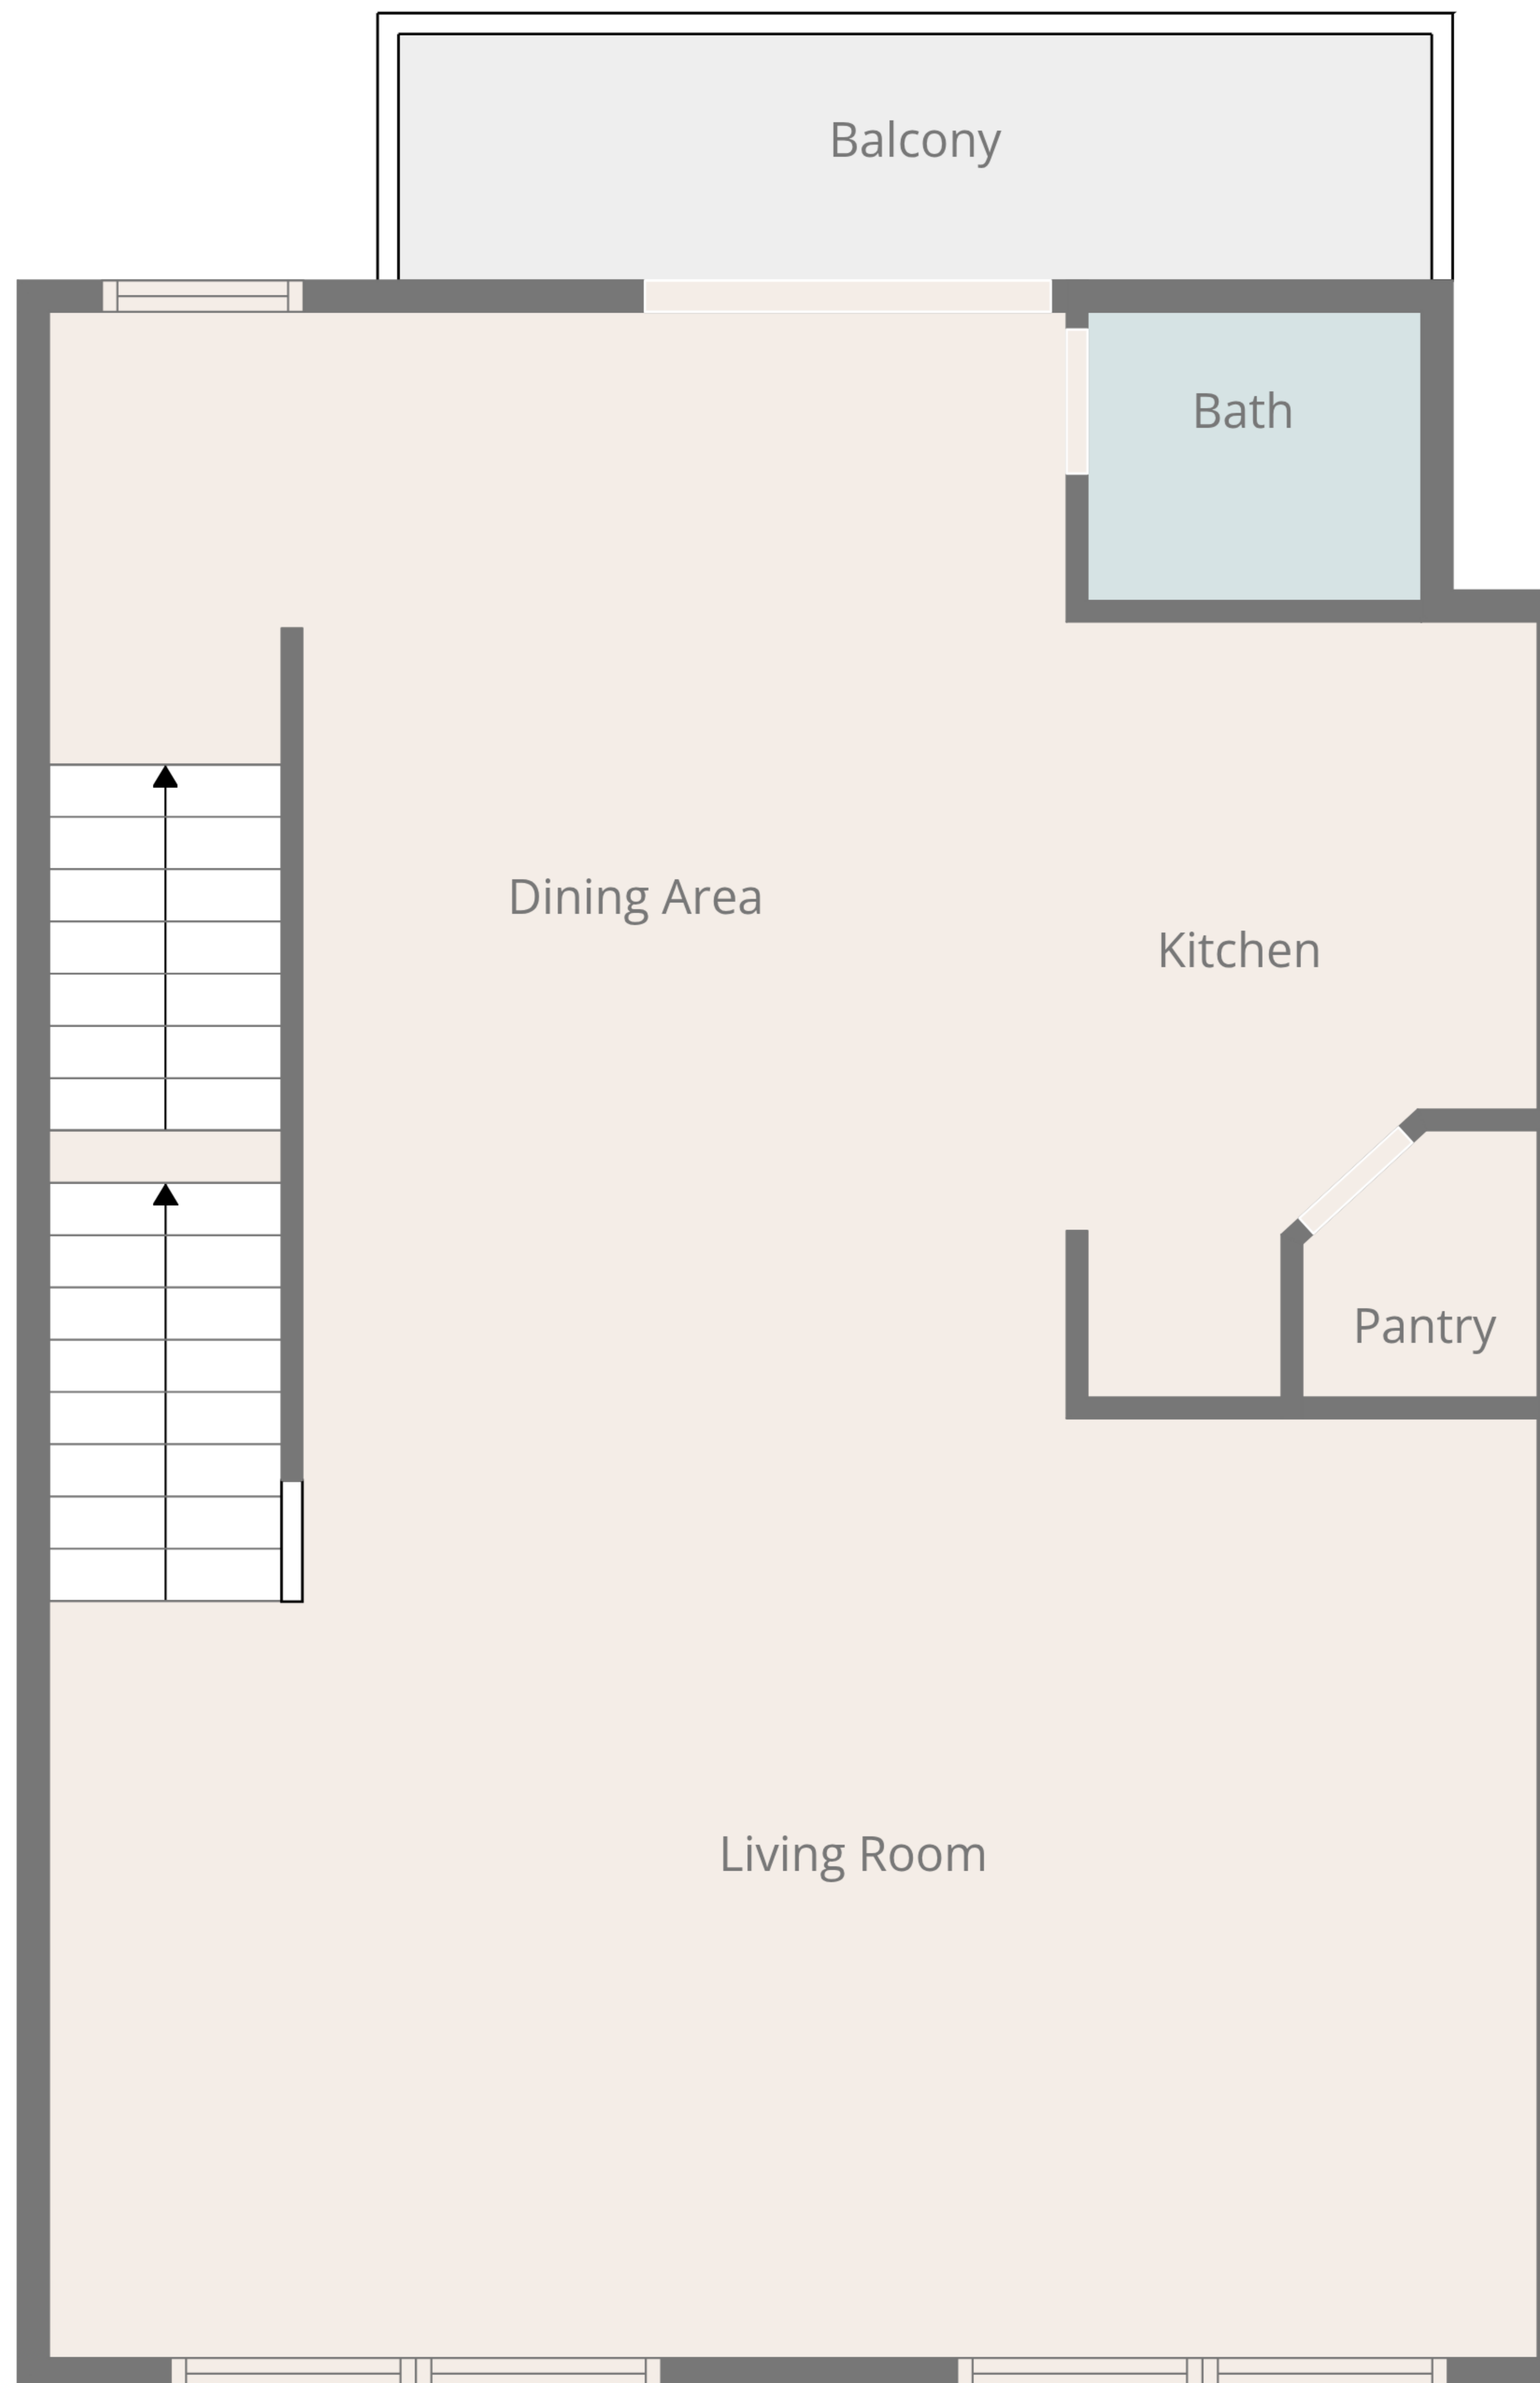 Balcony
Bath
Dining Area
Kitchen
Pantry
Living Room